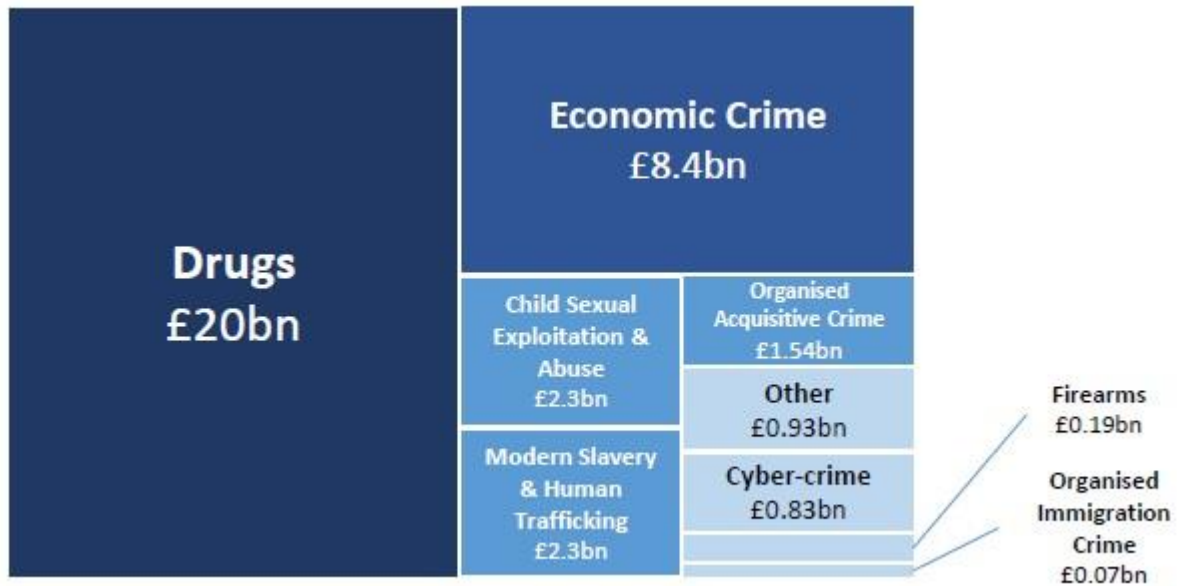 Drugs
£20bn
Economic Crime
£8.4bn
Child Sexual
Exploitation &
Abuse
£2.3bn
Modern Slavery
& Human
Trafficking
£2.3bn
Organised
Acquisitive Crime
£1.54bn
Other
£0.93bn
Cyber-crime
£0.83bn
Firearms
£0.19bn
Organised
Immigration
Crime
£0.07bn